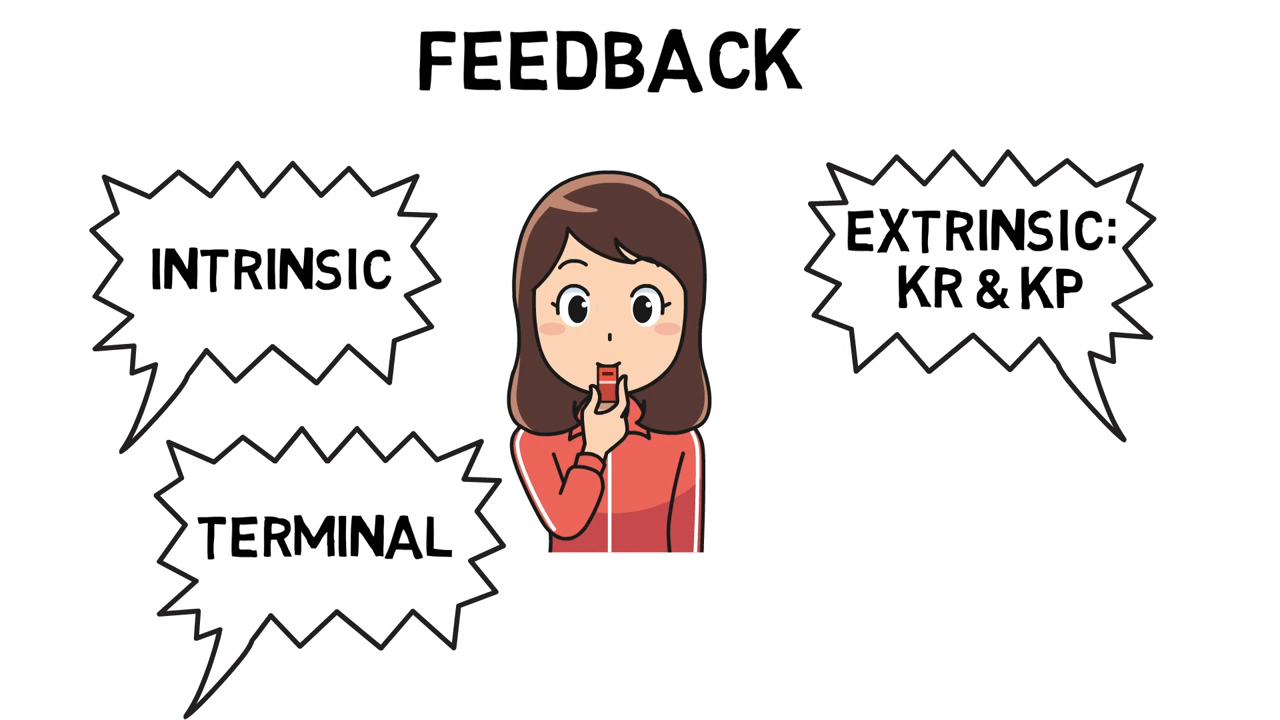 FEEDBACK
INTRINSIC
EXTRINSIC:
KR & KP
TERMINAL